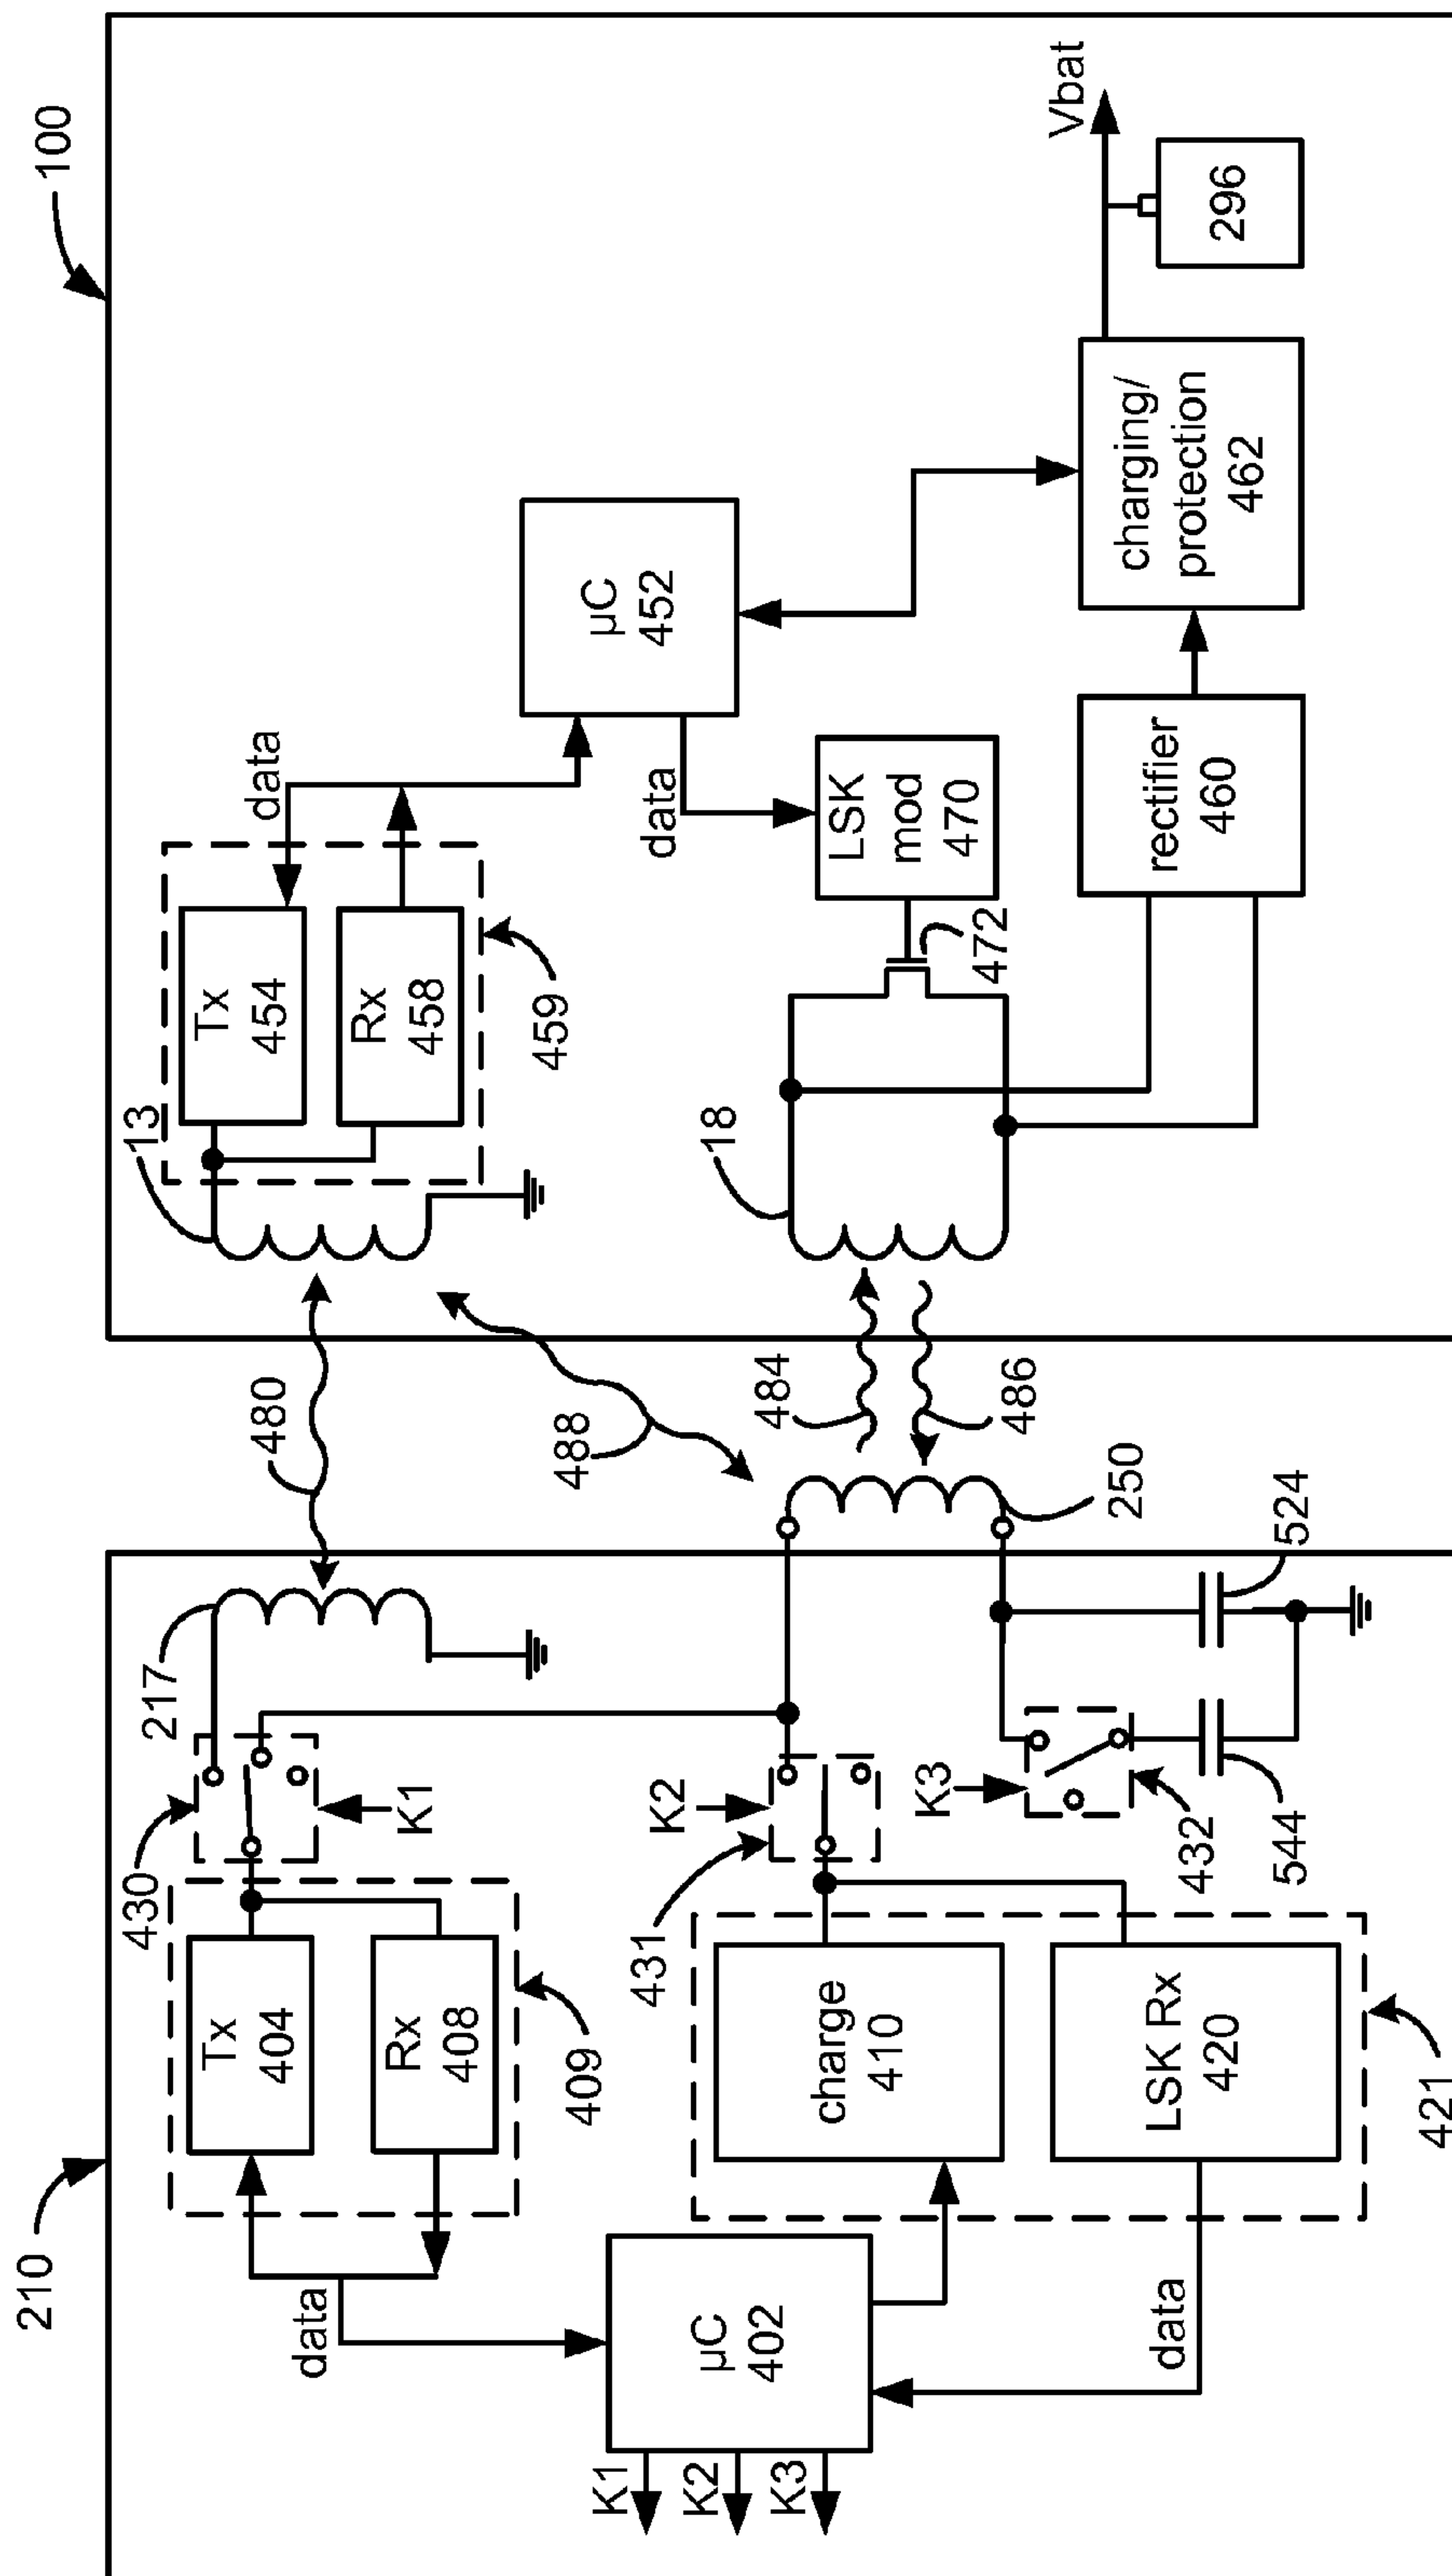 210
100
430
217
480
13
data
Tx
404
Tx
454
Rx
408
Rx
458
409
K1
data
459
488
μC
452
μC
402
K1
K2
K3
431
K2
charge
410
484
486
18
data
LSK
mod
470
472
250
K3
432
544
524
LSK Rx
420
data
421
rectifier
460
charging/
protection
462
Vbat
296